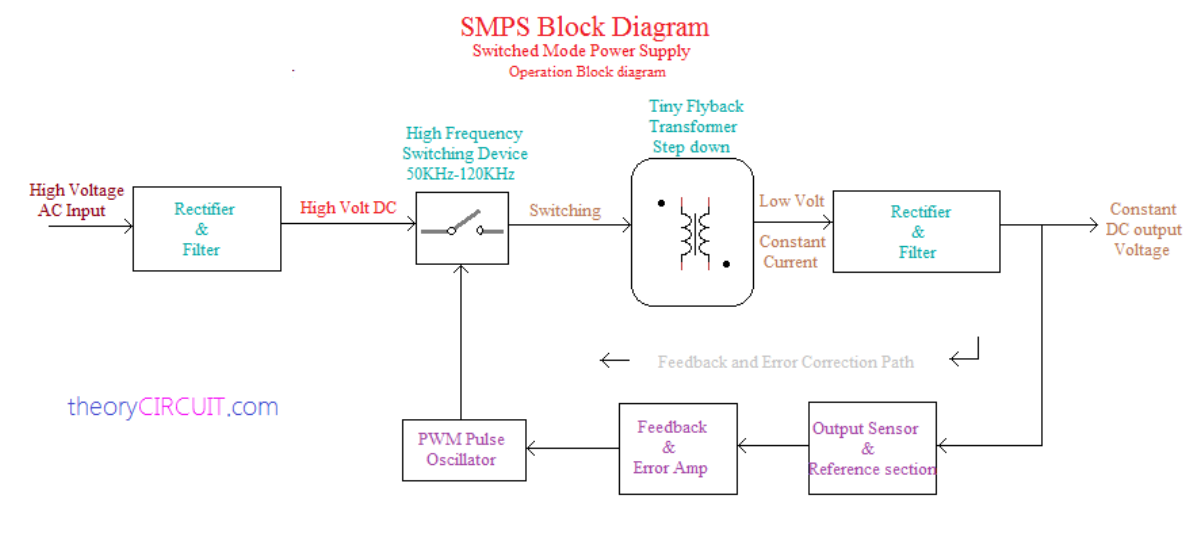 SMPS Block Diagram
Switched Mode Power Supply
Operation Block diagram
Tiny Flyback
Transformer
Step down
High Frequency
Switching Device
50KHz-120KHz
High Voltage
AC Input
Rectifier
&
Filter
High Volt DC
Switching
Low Volt
Constant
Current
Rectifier
&
Filter
Constant
DC output
Voltage
Feedback and Error Correction Path
theoryCIRCUIT.com
PWM Pulse
Oscillator
Feedback
&
Error Amp
Output Sensor
&
Reference section